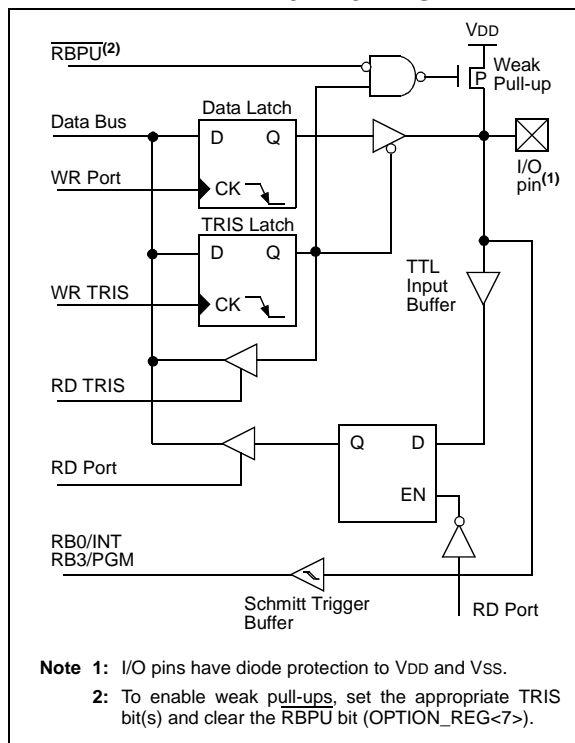 VDD
RBPU(2)
Weak
P
Pull-up
Data Latch
Data Bus
D
Q
I/O
pin(1)
WR Port
CK
TRIS Latch
D
Q
TTL
Input
Buffer
WR TRIS
CK
RD TRIS
Q
D
RD Port
EN
RB0/INT
RB3/PGM
Schmitt Trigger
Buffer
RD Port
Note 1: I/O pins have diode protection to VDD and VSS.
2: To enable weak pull-ups, set the appropriate TRIS
bit(s) and clear the RBPU bit (OPTION_REG<7>).